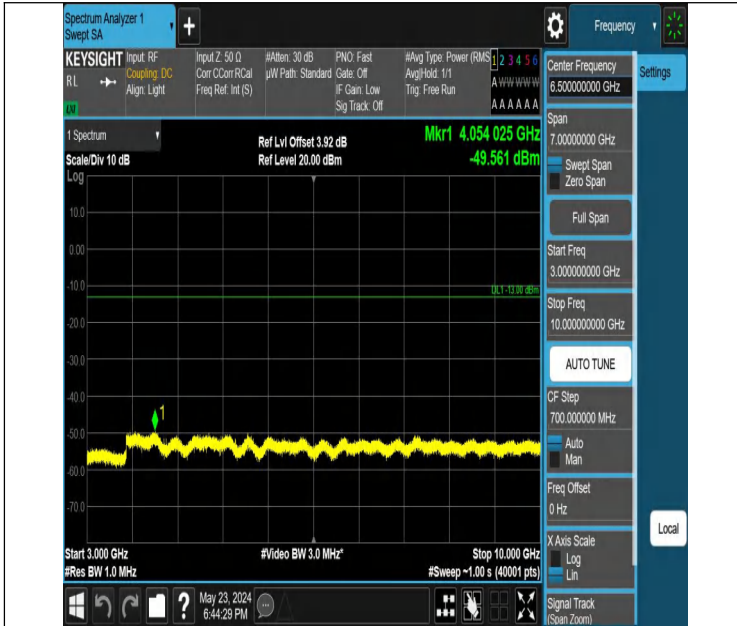 Spectrum Analyzer 1
Swept SA
+
Frequency
KEYSIGHT
RL
Input: RF
Coupling: DC
Align: Light
Input Z: 50 Ω
Corr CCorr RCal
Freq Ref: Int (S)
#Atten: 30 dB
µW Path: Standard
PNO: Fast
Gate: Off
IF Gain: Low
Sig Track: Off
#Avg Type: Power (RMS
Avg|Hold: 1/1
Trig: Free Run
1 2 3 4 5 6
A W W W W W
A A A A A A
1 Spectrum
Scale/Div 10 dB
Ref Lvl Offset 3.92 dB
Ref Level 20.00 dBm
Mkr1 4.054 025 GHz
-49.561 dBm
Log
10.0
0.00
-10.0
DL1 -13.00 dBm
-20.0
-30.0
-40.0
1
-50.0
-60.0
-70.0
Start 3.000 GHz
#Video BW 3.0 MHz*
Stop 10.000 GHz
#Res BW 1.0 MHz
#Sweep ~1.00 s (40001 pts)
?
May 23, 2024
6:44:29 PM
Center Frequency
6.500000000 GHz
Settings
Span
7.00000000 GHz
Swept Span
Zero Span
Full Span
Start Freq
3.000000000 GHz
Stop Freq
10.000000000 GHz
AUTO TUNE
CF Step
700.000000 MHz
Auto
Man
Freq Offset
0 Hz
X Axis Scale
Log
Lin
Local
Signal Track
(Span Zoom)